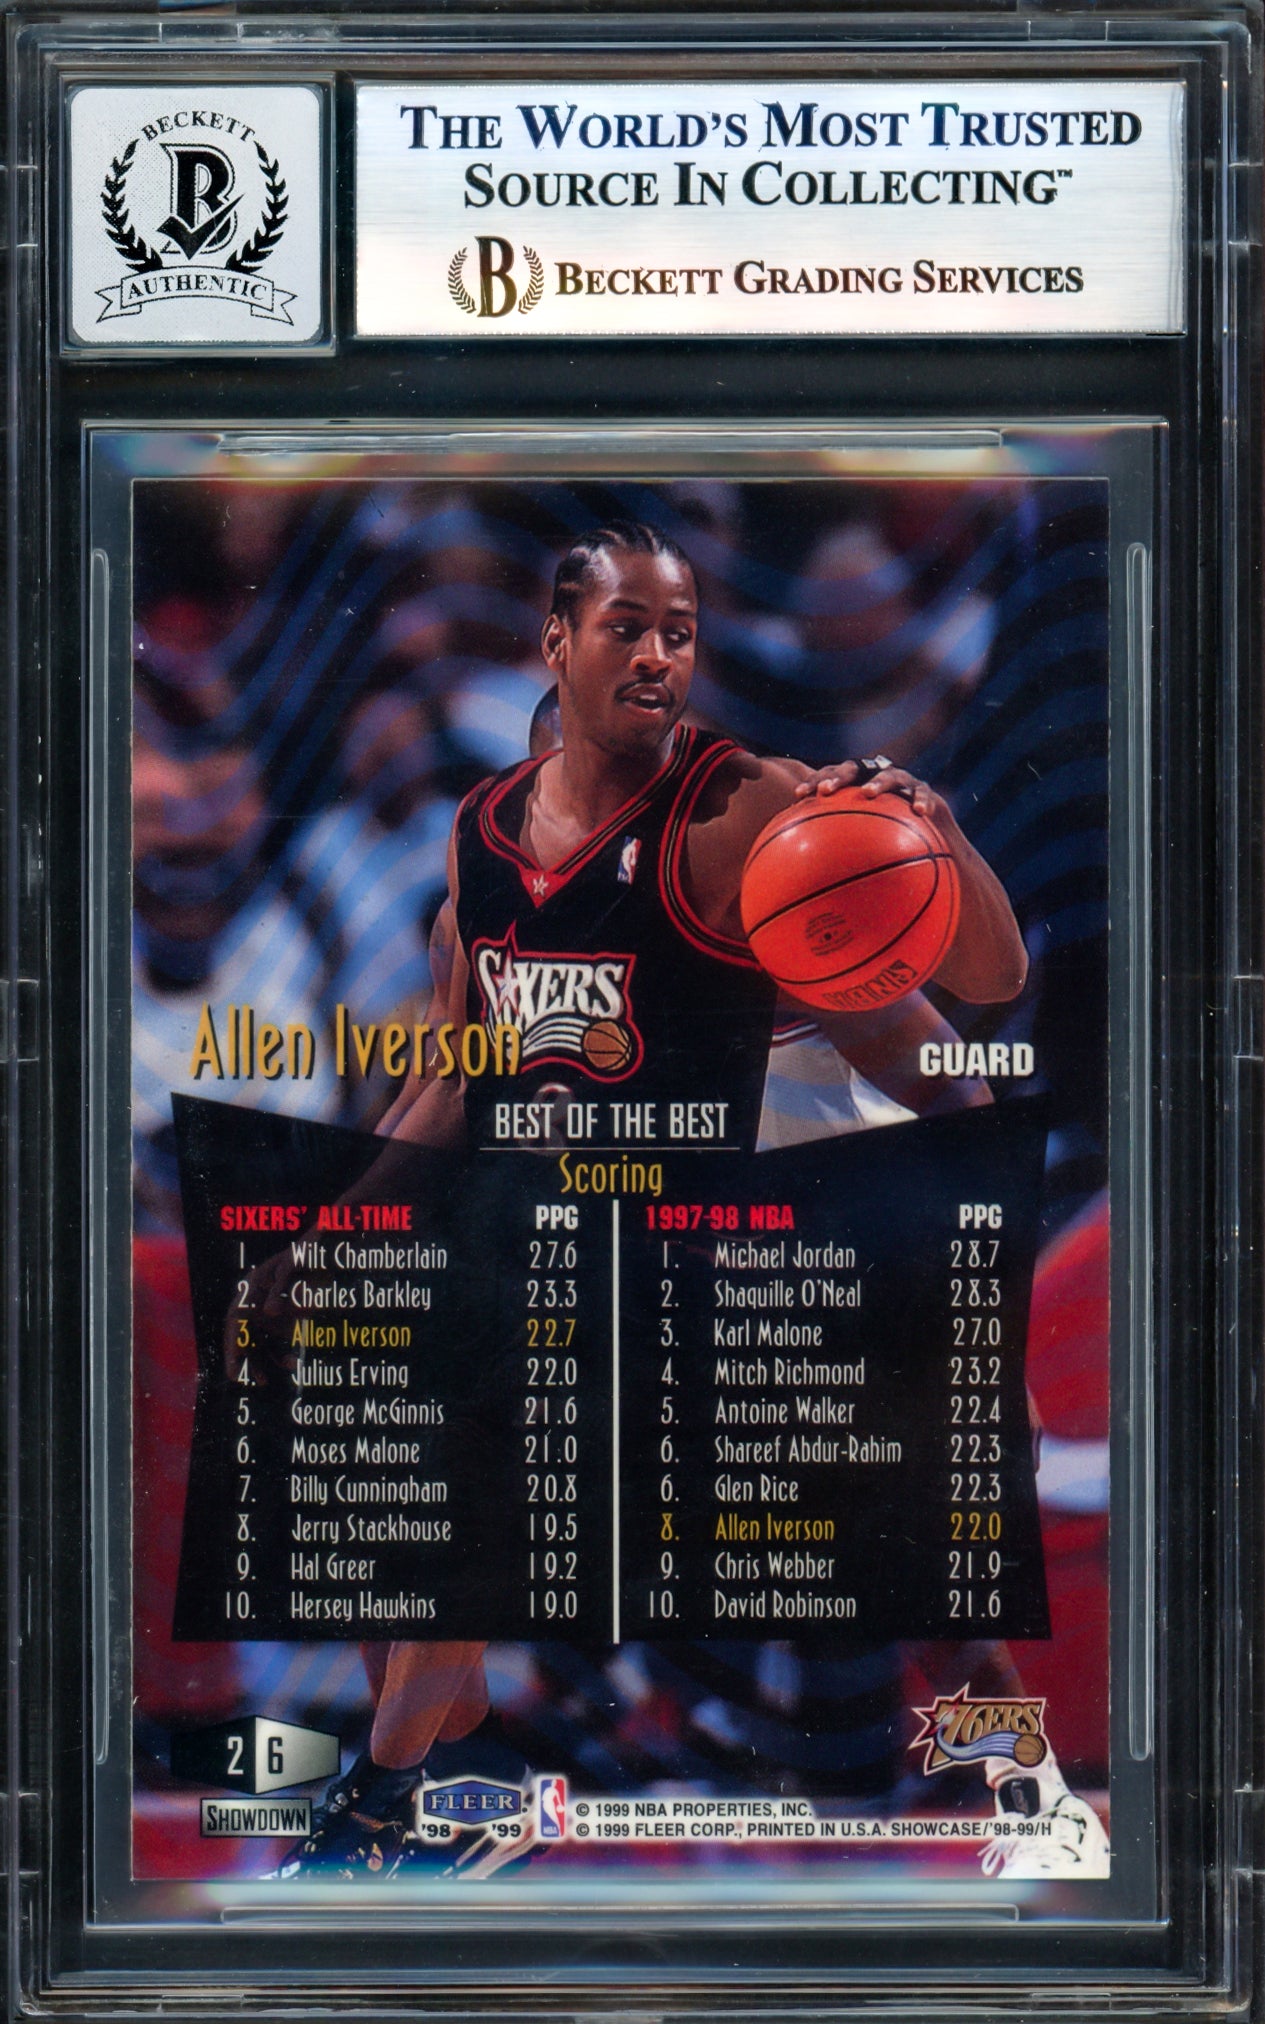 BECKETT
B
AUTHENTIC
THE WORLD'S MOST TRUSTED
SOURCE IN COLLECTING™
B BECKETT GRADING SERVICES
SIXERS
Allen Iverson
GUARD
BEST OF THE BEST
Scoring
SIXERS' ALL-TIME PPG
1. Wilt Chamberlain 27.6
2. Charles Barkley 23.3
3. Allen Iverson 22.7
4. Julius Erving 22.0
5. George McGinnis 21.6
6. Moses Malone 21.0
7. Billy Cunningham 20.8
8. Jerry Stackhouse 19.5
9. Hal Greer 19.2
10. Hersey Hawkins 19.0
1997-98 NBA PPG
1. Michael Jordan 28.7
2. Shaquille O'Neal 28.3
3. Karl Malone 27.0
4. Mitch Richmond 23.2
5. Antoine Walker 22.4
6. Shareef Abdur-Rahim 22.3
6. Glen Rice 22.3
8. Allen Iverson 22.0
9. Chris Webber 21.9
10. David Robinson 21.6
76ERS
26
SHOWDOWN
FLEER
'98 '99
NBA
© 1999 NBA PROPERTIES, INC.
© 1999 FLEER CORP., PRINTED IN U.S.A. SHOWCASE/'98-99/H